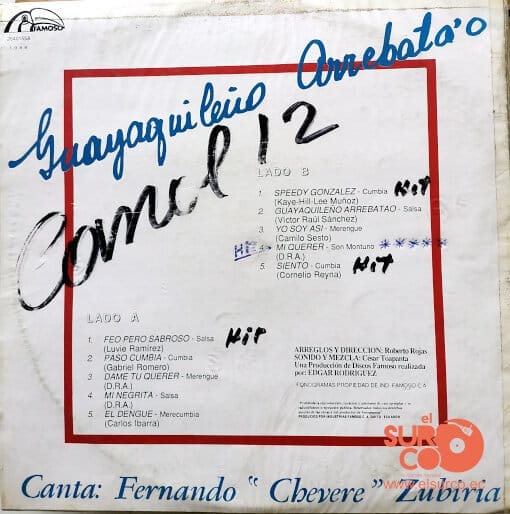 FAMOSO
Guayaquileño Arrebata'o
Canal 12
LADO B
1. SPEEDY GONZALEZ - Cumbia Hit
(Kaye-Hill-Lee Muñoz)
2. GUAYAQUILEÑO ARREBATAO - Salsa
(Victor Raúl Sánchez)
3. YO SOY ASI - Merengue
(Camilo Sesto)
Hit 4. MI QUERER - Son Montuno *****
(D.R.A.)
5. SIENTO - Cumbia Hit
(Cornelio Reyna)
LADO A
1. FEO PERO SABROSO - Salsa Hit
(Luvie Ramírez)
2. PASO CUMBIA - Cumbia
(Gabriel Romero)
3. DAME TU QUERER - Merengue
(D.R.A.)
4. MI NEGRITA - Salsa
(D.R.A.)
5. EL DENGUE - Merecumbia
(Carlos Ibarra)
ARREGLOS Y DIRECCION: Roberto Rojas
SONIDO Y MEZCLA: César Toapanta
Una Producción de Discos Famoso realizada
por: EDGAR RODRIGUEZ
FONOGRAMAS PROPIEDAD DE IND. FAMOSO C A
el
SURCO
www.elsurco.ec
Canta: Fernando "Chevere" Zubiría